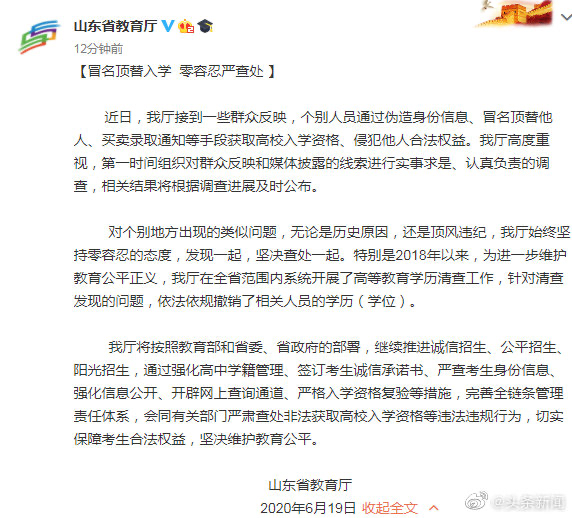 山东省教育厅
12分钟前
【冒名顶替入学 零容忍严查处】
近日，我厅接到一些群众反映，个别人员通过伪造身份信息、冒名顶替他
人、买卖录取通知等手段获取高校入学资格、侵犯他人合法权益。我厅高度重
视，第一时间组织对群众反映和媒体披露的线索进行实事求是、认真负责的调
查，相关结果将根据调查进展及时公布。
对个别地方出现的类似问题，无论是历史原因，还是顶风违纪，我厅始终坚
持零容忍的态度，发现一起，坚决查处一起。特别是2018年以来，为进一步维护
教育公平正义，我厅在全省范围内系统开展了高等教育学历清查工作，针对清查
发现的问题，依法依规撤销了相关人员的学历（学位）。
我厅将按照教育部和省委、省政府的部署，继续推进诚信招生、公平招生、
阳光招生，通过强化高中学籍管理、签订考生诚信承诺书、严查考生身份信息、
强化信息公开、开辟网上查询通道、严格入学资格复验等措施，完善全链条管理
责任体系，会同有关部门严肃查处非法获取高校入学资格等违法违规行为，切实
保障考生合法权益，坚决维护教育公平。
山东省教育厅
2020年6月19日 收起全文
@头条新闻